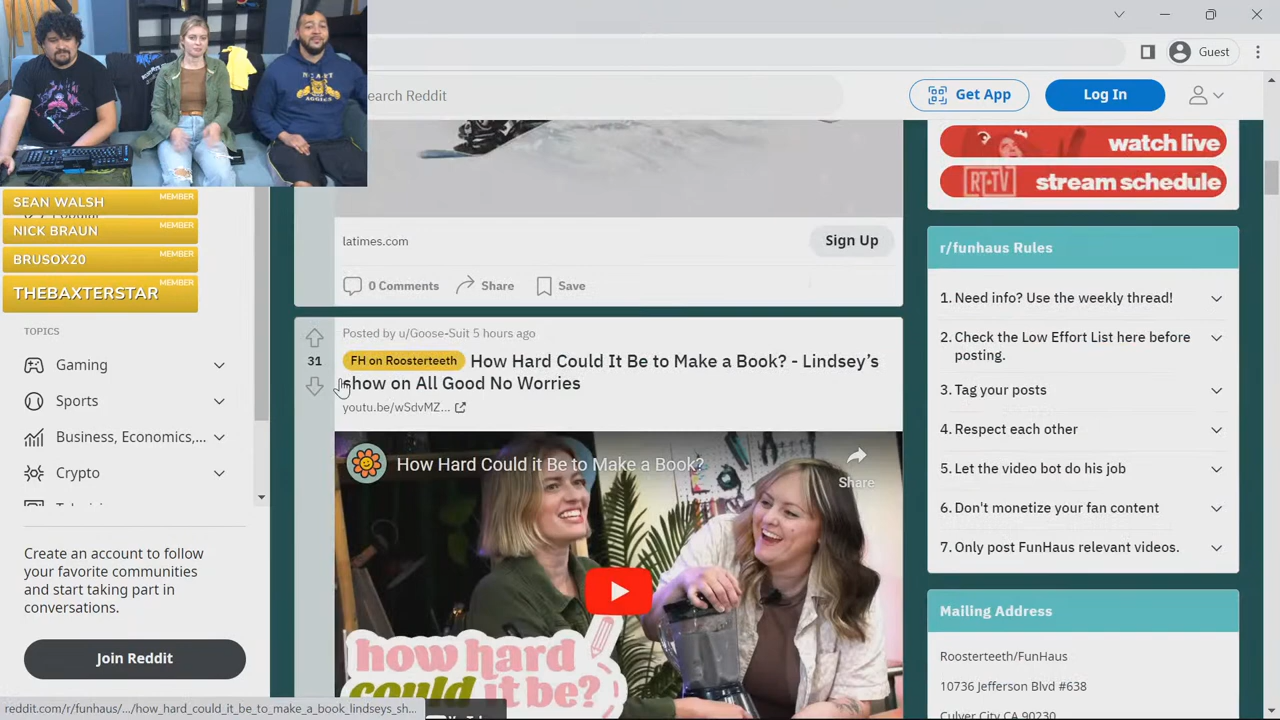 Guest
earch Reddit
Get App
Log In
AGGIES
SEAN WALSH MEMBER
NICK BRAUN MEMBER
BRUSOX20 MEMBER
THEBAXTERSTAR MEMBER
TOPICS
Gaming
Sports
Business, Economics,...
Crypto
Create an account to follow
your favorite communities
and start taking part in
conversations.
Join Reddit
reddit.com/r/funhaus/.../how_hard_could_it_be_to_make_a_book_lindseys_sh...
latimes.com
Sign Up
0 Comments
Share
Save
Posted by u/Goose-Suit 5 hours ago
31
FH on Roosterteeth How Hard Could It Be to Make a Book? - Lindsey’s
show on All Good No Worries
youtu.be/wSdvMZ...
How Hard Could it Be to Make a Book?
Share
how hard
could it be?
watch live
RT-TV stream schedule
r/funhaus Rules
1. Need info? Use the weekly thread!
2. Check the Low Effort List here before
posting.
3. Tag your posts
4. Respect each other
5. Let the video bot do his job
6. Don't monetize your fan content
7. Only post FunHaus relevant videos.
Mailing Address
Roosterteeth/FunHaus
10736 Jefferson Blvd #638
Culver City CA 90230